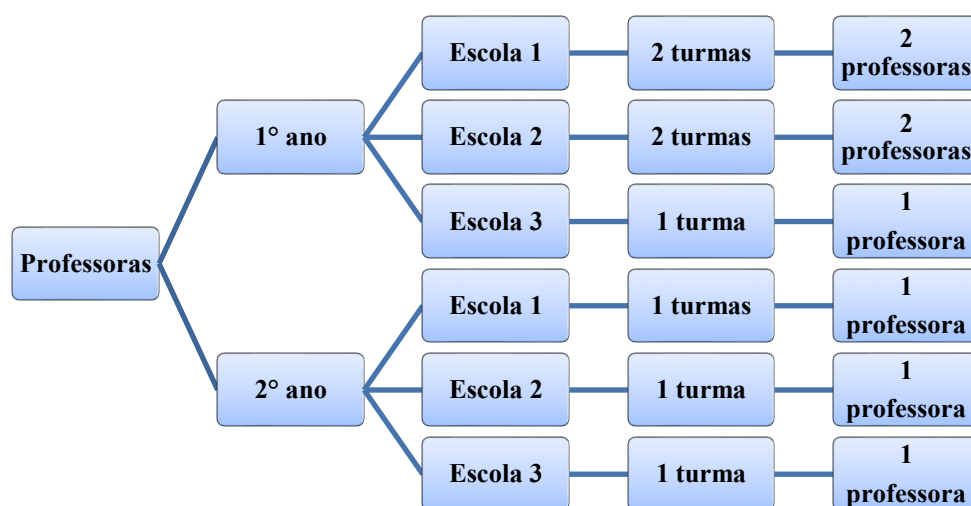 Professoras
1° ano
Escola 1
2 turmas
2
professoras
Escola 2
2 turmas
2
professoras
Escola 3
1 turma
1
professora
2° ano
Escola 1
1 turmas
1
professora
Escola 2
1 turma
1
professora
Escola 3
1 turma
1
professora